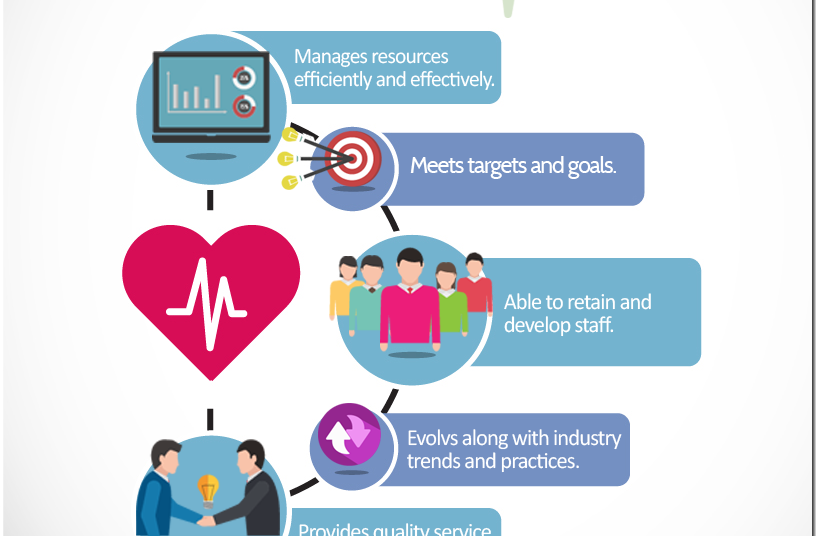 Manages resources
efficiently and effectively.
Meets targets and goals.
Able to retain and
develop staff.
Evolvs along with industry
trends and practices.
Provides quality service